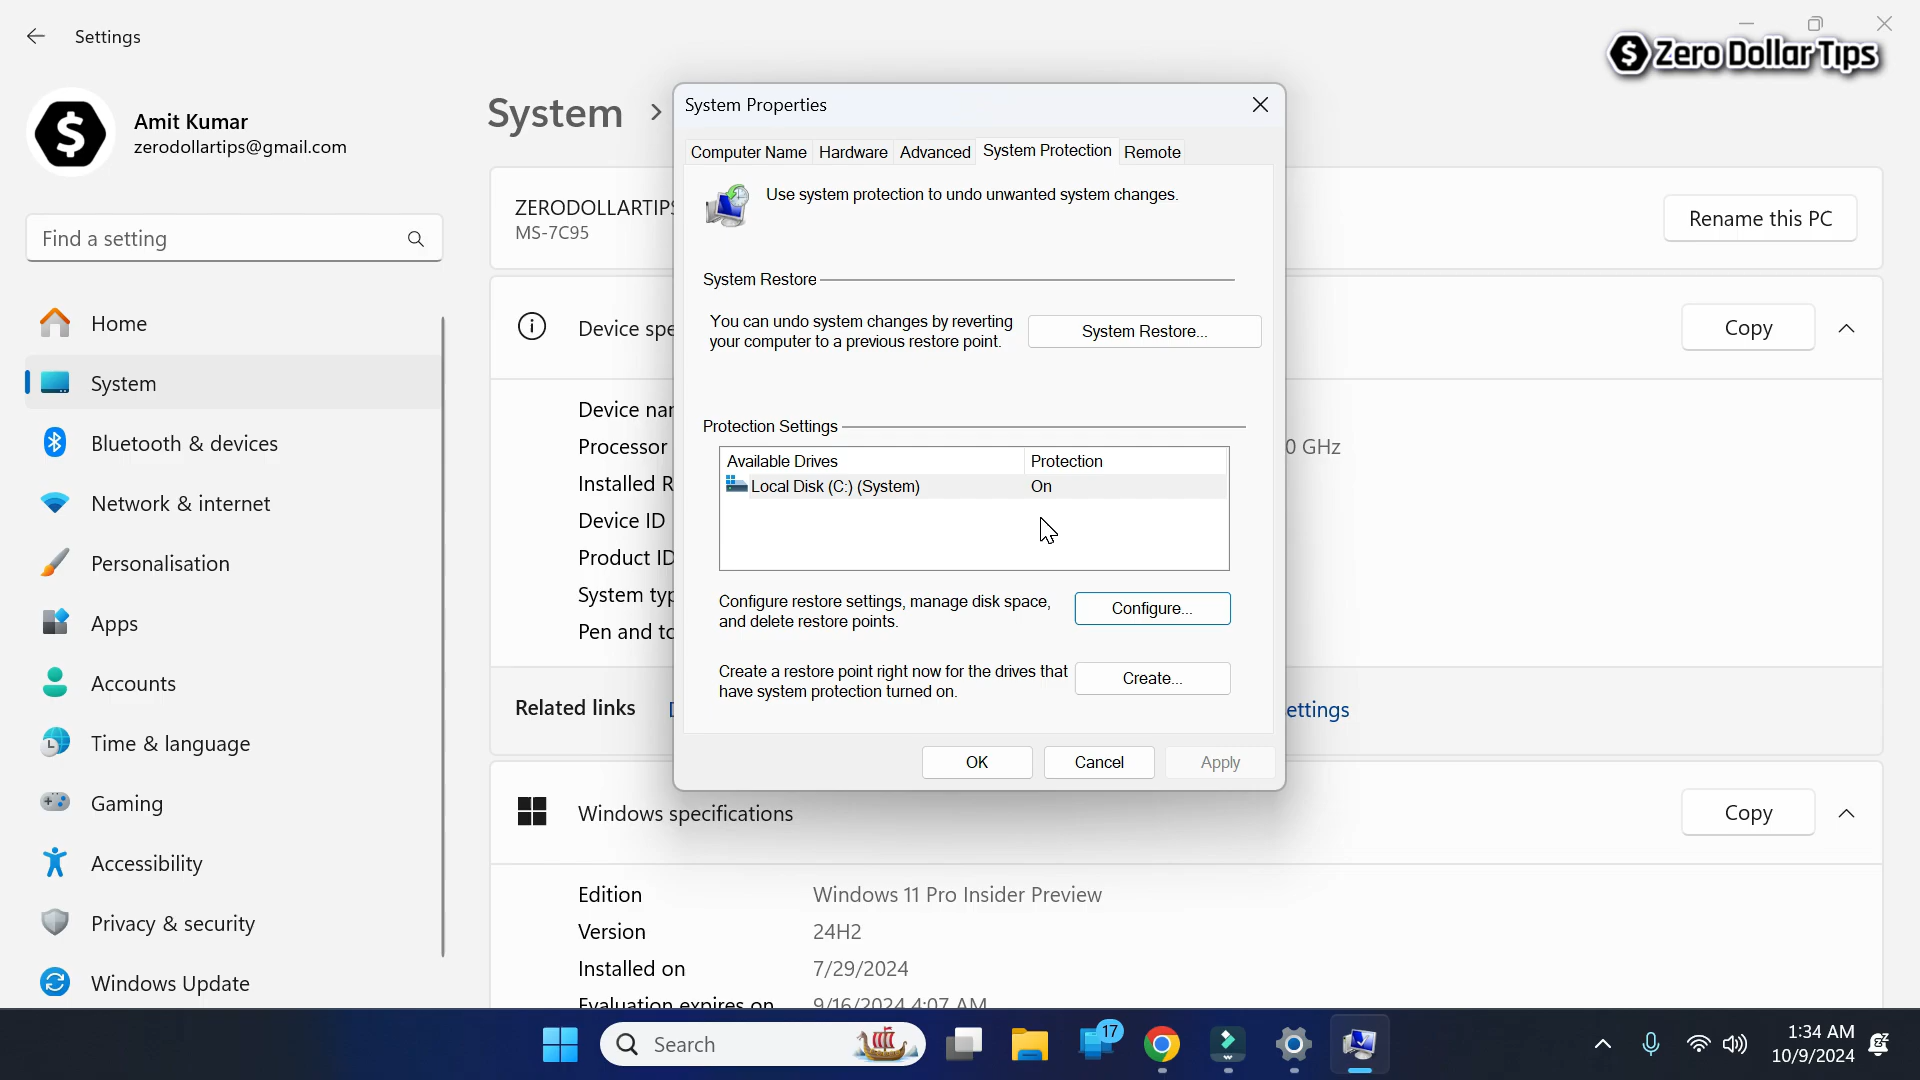 Settings
$ Zero Dollar Tips
$
Amit Kumar
zerodollartips@gmail.com
Find a setting
Home
System
Bluetooth & devices
Network & internet
Personalisation
Apps
Accounts
Time & language
Gaming
Accessibility
Privacy & security
Windows Update
System >
ZERODOLLARTIPS
MS-7C95
Rename this PC
Device spe
Copy
Device nar
Processor
0 GHz
Installed R
Device ID
Product ID
System typ
Pen and to
Related links
ettings
System Properties
Computer Name Hardware Advanced System Protection Remote
Use system protection to undo unwanted system changes.
System Restore
You can undo system changes by reverting
your computer to a previous restore point.
System Restore...
Protection Settings
Available Drives Protection
Local Disk (C:) (System) On
Configure restore settings, manage disk space,
and delete restore points.
Configure...
Create a restore point right now for the drives that
have system protection turned on.
Create...
OK Cancel Apply
Windows specifications
Copy
Edition Windows 11 Pro Insider Preview
Version 24H2
Installed on 7/29/2024
Evaluation expires on 9/16/2024 4:07 AM
Search
17
1:34 AM
10/9/2024